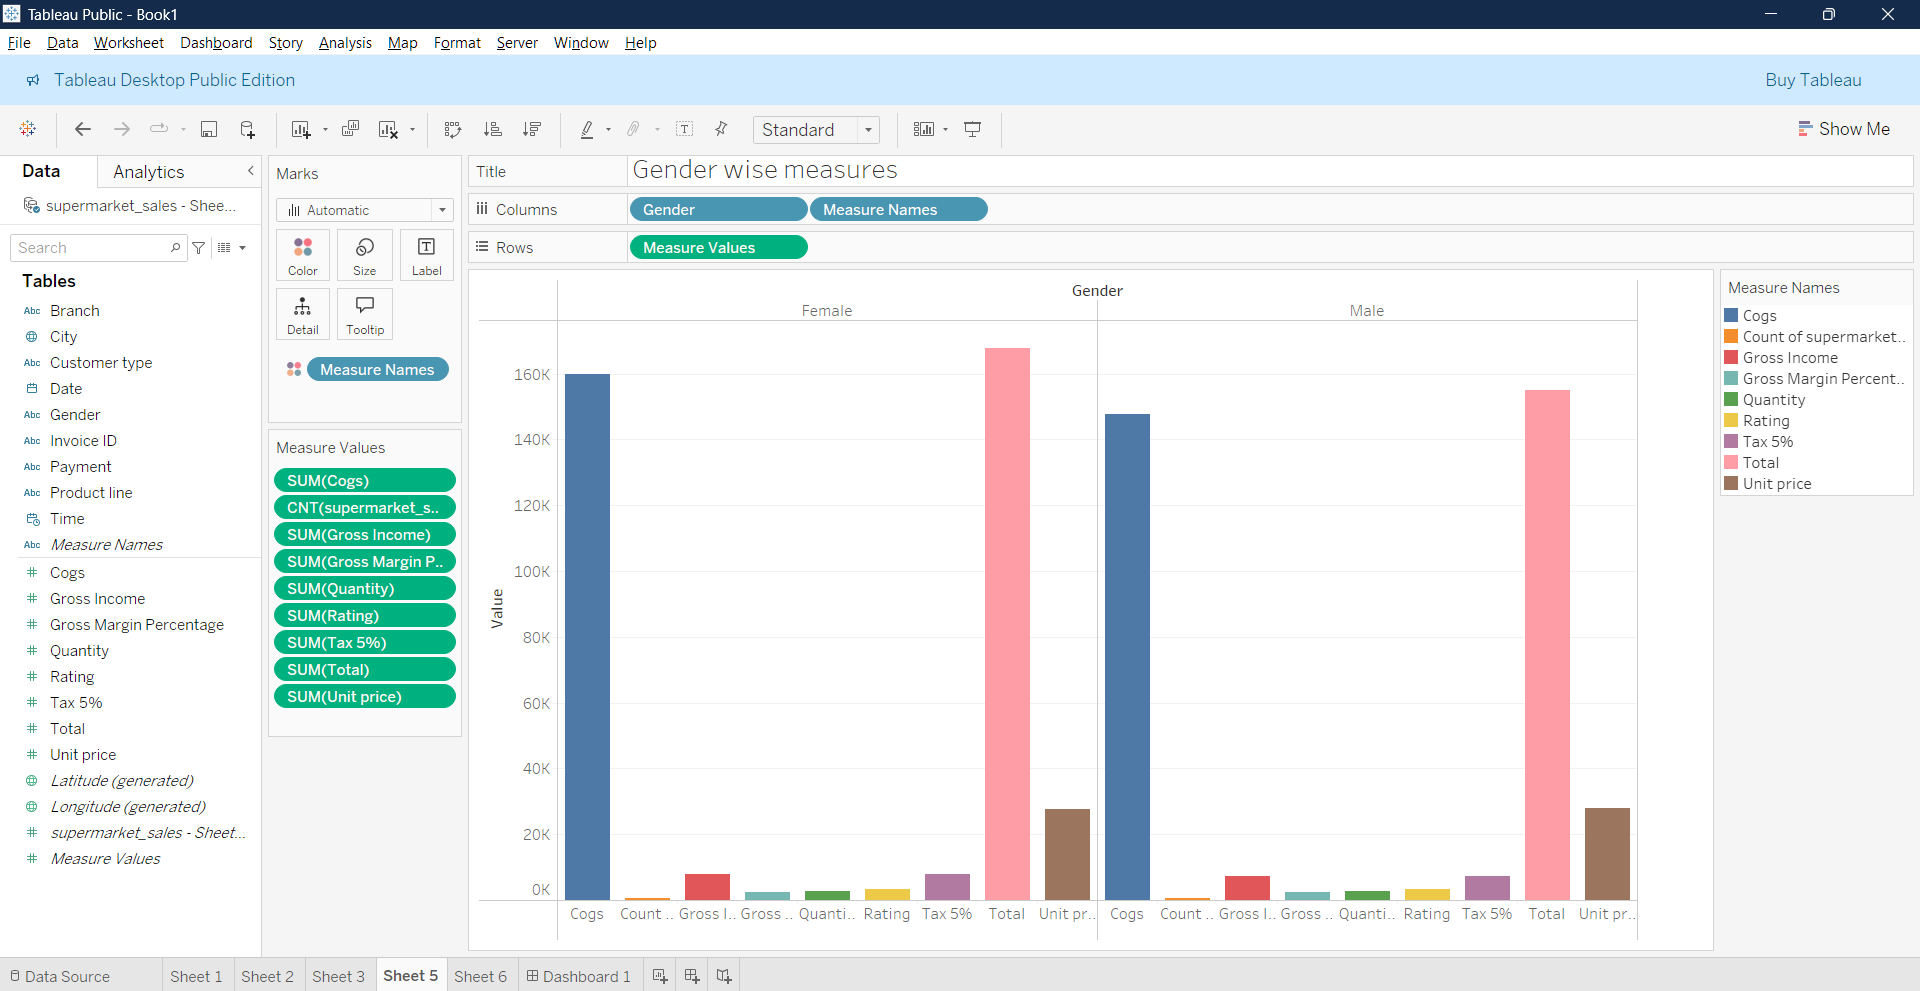 Tableau Public - Book1
File Data Worksheet Dashboard Story Analysis Map Format Server Window Help
Tableau Desktop Public Edition
Buy Tableau
Standard
Show Me
Data
Analytics
supermarket_sales - Shee...
Search
Tables
Abc Branch
City
Abc Customer type
Date
Abc Gender
Abc Invoice ID
Abc Payment
Abc Product line
Time
Abc Measure Names
# Cogs
# Gross Income
# Gross Margin Percentage
# Quantity
# Rating
# Tax 5%
# Total
# Unit price
Latitude (generated)
Longitude (generated)
# supermarket_sales - Sheet...
# Measure Values
Marks
Automatic
Color
Size
Label
Detail
Tooltip
Measure Names
Measure Values
SUM(Cogs)
CNT(supermarket_s..
SUM(Gross Income)
SUM(Gross Margin P..
SUM(Quantity)
SUM(Rating)
SUM(Tax 5%)
SUM(Total)
SUM(Unit price)
Title
Gender wise measures
Columns
Gender
Measure Names
Rows
Measure Values
Gender
Female
Male
Value
160K
140K
120K
100K
80K
60K
40K
20K
0K
Cogs Count .. Gross I.. Gross .. Quanti.. Rating Tax 5% Total Unit pr..
Cogs Count .. Gross I.. Gross .. Quanti.. Rating Tax 5% Total Unit pr..
Measure Names
Cogs
Count of supermarket..
Gross Income
Gross Margin Percent..
Quantity
Rating
Tax 5%
Total
Unit price
Data Source
Sheet 1
Sheet 2
Sheet 3
Sheet 5
Sheet 6
Dashboard 1